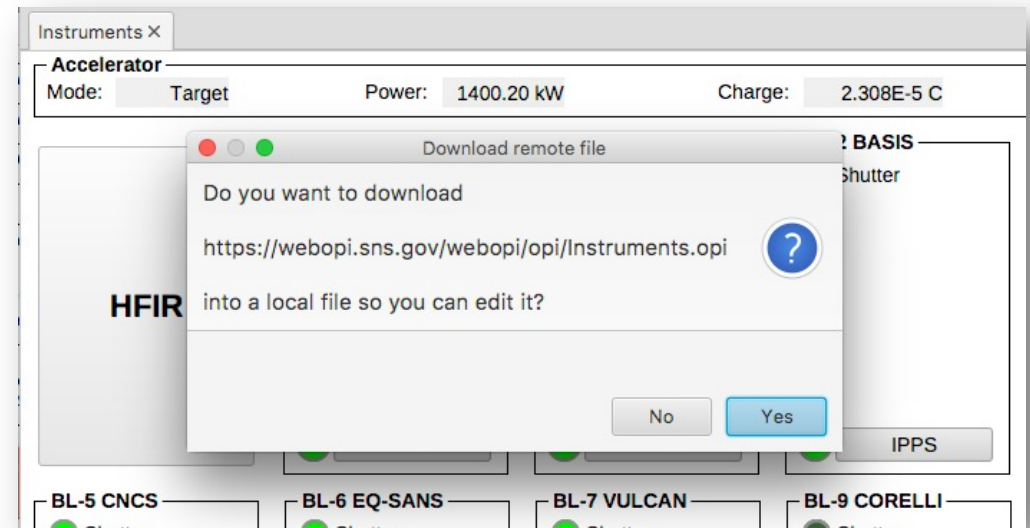 Instruments
Accelerator
Mode: Target Power: 1400.20 kW Charge: 2.308E-5 C
Download remote file
2 BASIS
Shutter
Do you want to download
https://webopi.sns.gov/webopi/opi/Instruments.opi
into a local file so you can edit it?
HFIR
No Yes
IPPS
BL-5 CNCS BL-6 EQ-SANS BL-7 VULCAN BL-9 CORELLI